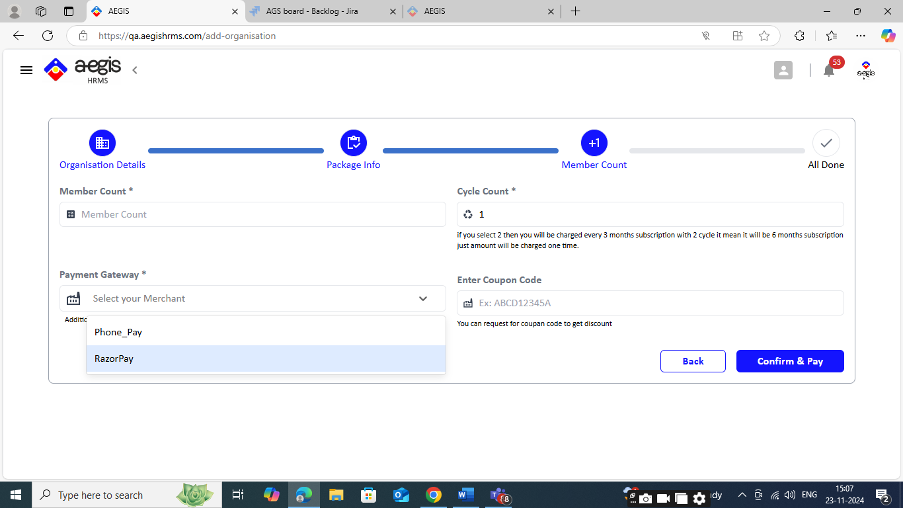 AEGIS
AGS board - Backlog - Jira
AEGIS
https://qa.aegishrms.com/add-organisation
aegis
HRMS
53
aegis
+1
Organisation Details
Package Info
Member Count
All Done
Member Count *
Cycle Count *
Member Count
1
if you select 2 then you will be charged every 3 months subscription with 2 cycle it mean it will be 6 months subscription
just amount will be charged one time.
Payment Gateway *
Enter Coupon Code
Select your Merchant
Ex: ABCD12345A
Additio
You can request for coupon code to get discount
Phone_Pay
RazorPay
Back
Confirm & Pay
Type here to search
8
ENG
15:07
23-11-2024
2